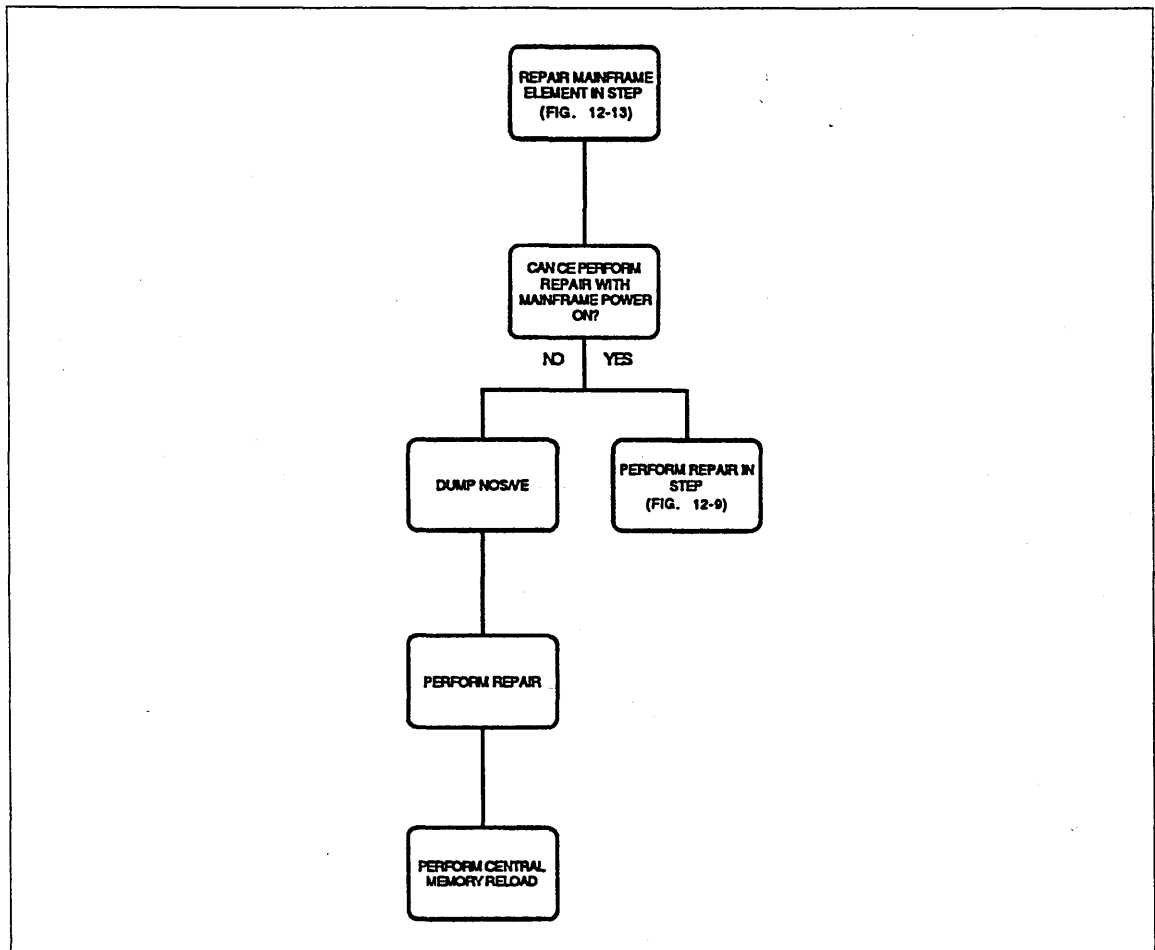 REPAIR MAINFRAME
ELEMENT IN STEP
(FIG. 12-13)
CAN CE PERFORM
REPAIR WITH
MAINFRAME POWER
ON?
NO YES
DUMP NOS/VE
PERFORM REPAIR IN
STEP
(FIG. 12-9)
PERFORM REPAIR
PERFORM CENTRAL
MEMORY RELOAD